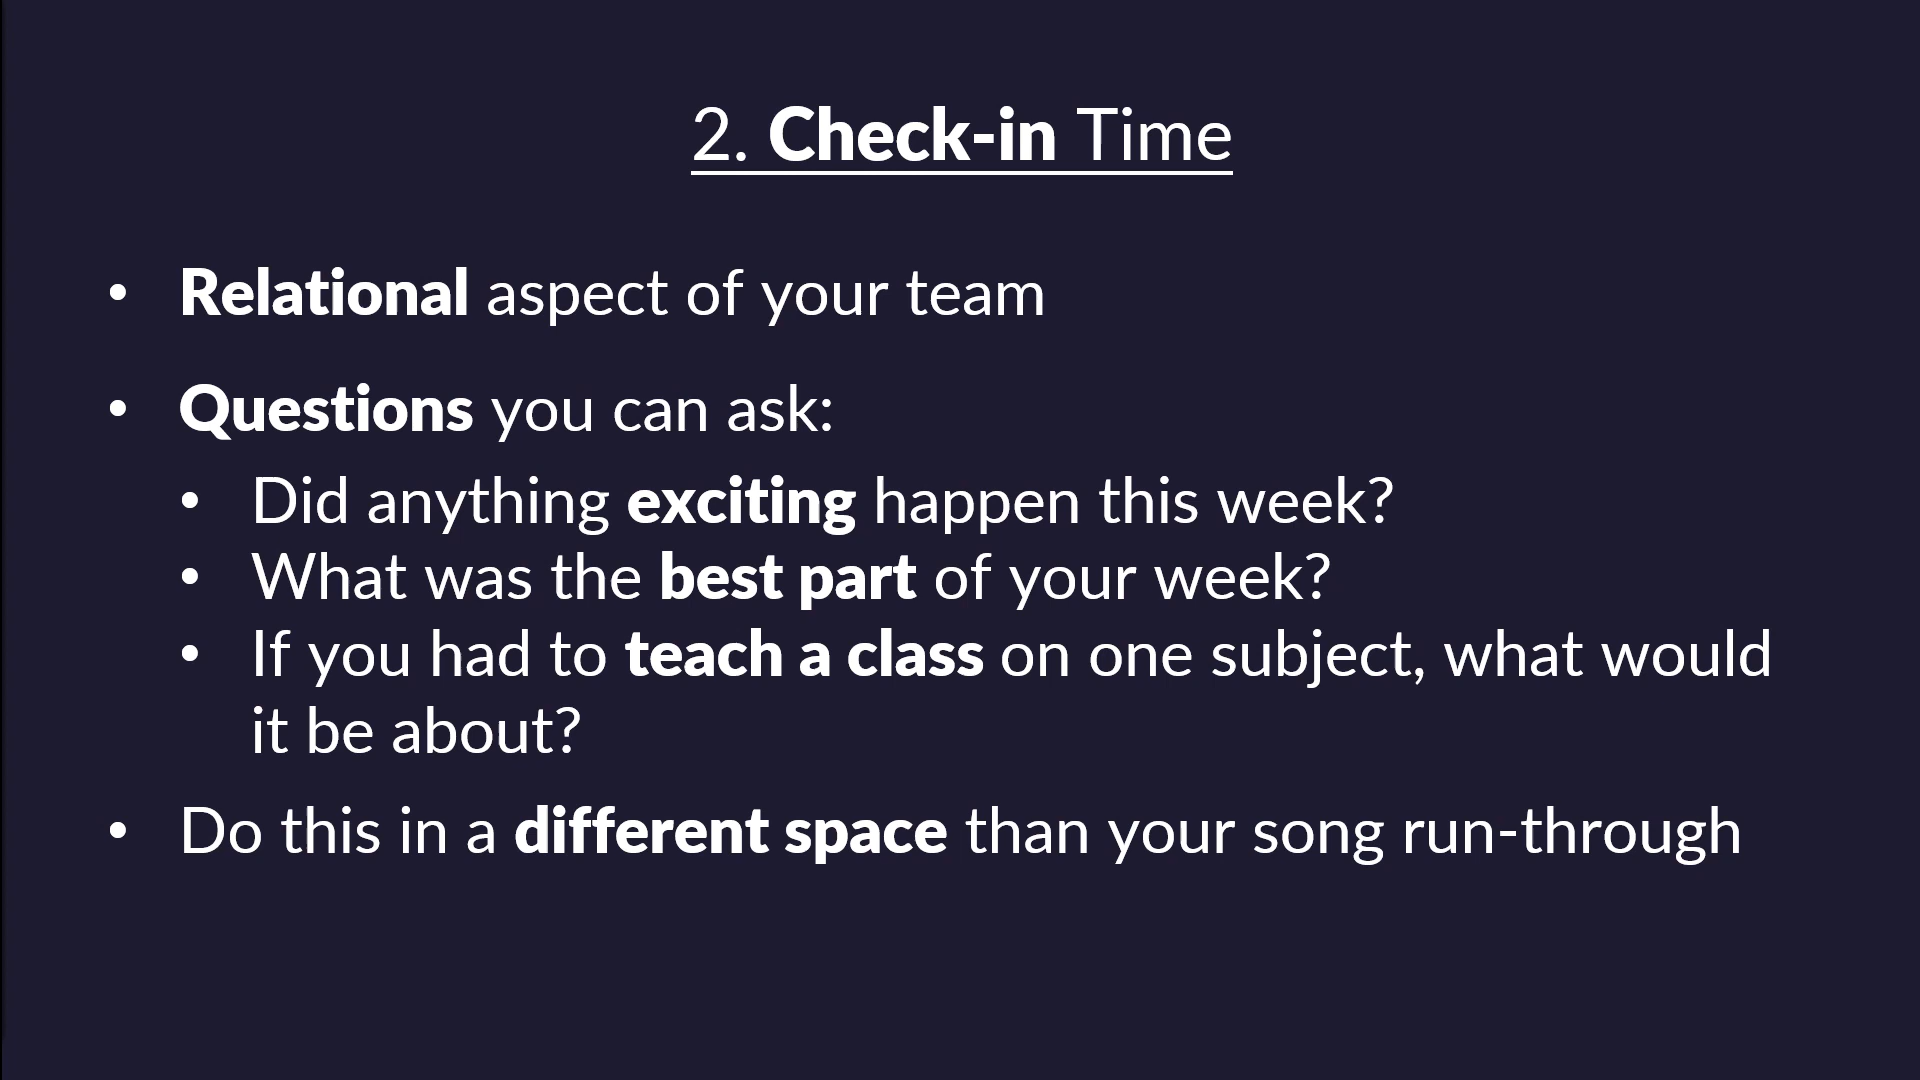 2. Check-in Time
• Relational aspect of your team
• Questions you can ask:
• Did anything exciting happen this week?
• What was the best part of your week?
• If you had to teach a class on one subject, what would
it be about?
• Do this in a different space than your song run-through